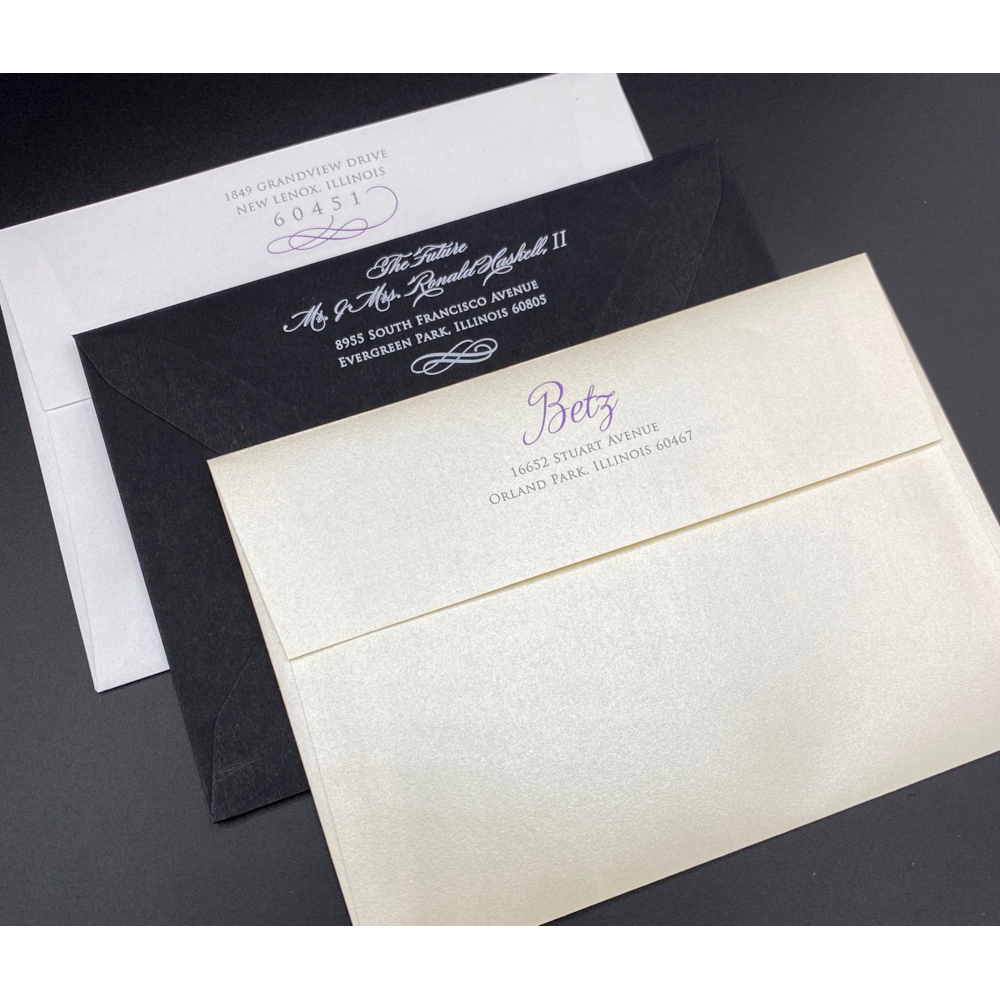 1849 GRANDVIEW DRIVE
NEW LENOX, ILLINOIS
60451
The Future
Mr. & Mrs. Ronald Haskell, II
8955 SOUTH FRANCISCO AVENUE
EVERGREEN PARK, ILLINOIS 60805
Betz
16652 STUART AVENUE
ORLAND PARK, ILLINOIS 60467